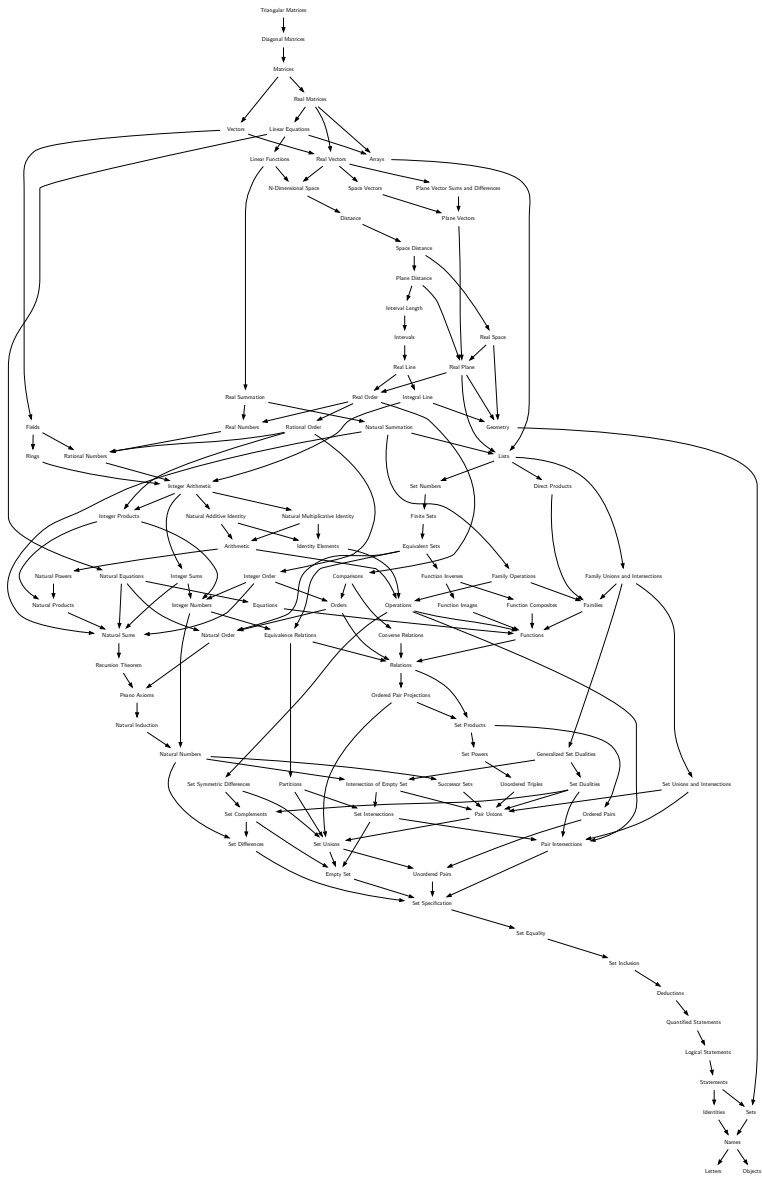 Triangular Matrices
Diagonal Matrices
Matrices
Real Matrices
Vectors
Linear Equations
Linear Functions
Real Vectors
Arrays
N-Dimensional Space
Space Vectors
Plane Vector Sums and Differences
Distance
Plane Vectors
Space Distance
Plane Distance
Interval Length
Intervals
Real Space
Real Line
Real Plane
Real Summation
Real Order
Integral Line
Fields
Real Numbers
Rational Order
Natural Summation
Geometry
Rings
Rational Numbers
Lists
Integer Arithmetic
Set Numbers
Direct Products
Integer Products
Natural Additive Identity
Natural Multiplicative Identity
Finite Sets
Arithmetic
Identity Elements
Equivalent Sets
Natural Powers
Natural Equations
Integer Sums
Integer Order
Comparisons
Function Inverses
Family Operations
Family Unions and Intersections
Natural Products
Integer Numbers
Equations
Orders
Operations
Function Images
Function Composites
Families
Natural Sums
Natural Order
Equivalence Relations
Converse Relations
Functions
Recursion Theorem
Relations
Peano Axioms
Ordered Pair Projections
Natural Induction
Set Products
Natural Numbers
Set Powers
Generalized Set Dualities
Set Symmetric Differences
Partitions
Intersection of Empty Set
Successor Sets
Unordered Triples
Set Dualities
Set Unions and Intersections
Set Complements
Set Intersections
Pair Unions
Ordered Pairs
Set Differences
Set Unions
Pair Intersections
Empty Set
Unordered Pairs
Set Specification
Set Equality
Set Inclusion
Deductions
Quantified Statements
Logical Statements
Statements
Identities
Sets
Names
Letters
Objects